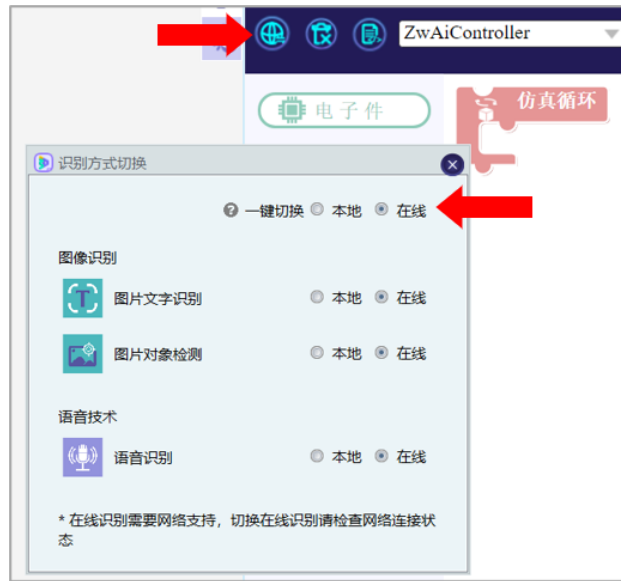 ZwAiController
电子件
仿真循环
识别方式切换
一键切换 本地 在线
图像识别
图片文字识别 本地 在线
图片对象检测 本地 在线
语音技术
语音识别 本地 在线
* 在线识别需要网络支持，切换在线识别请检查网络连接状
态